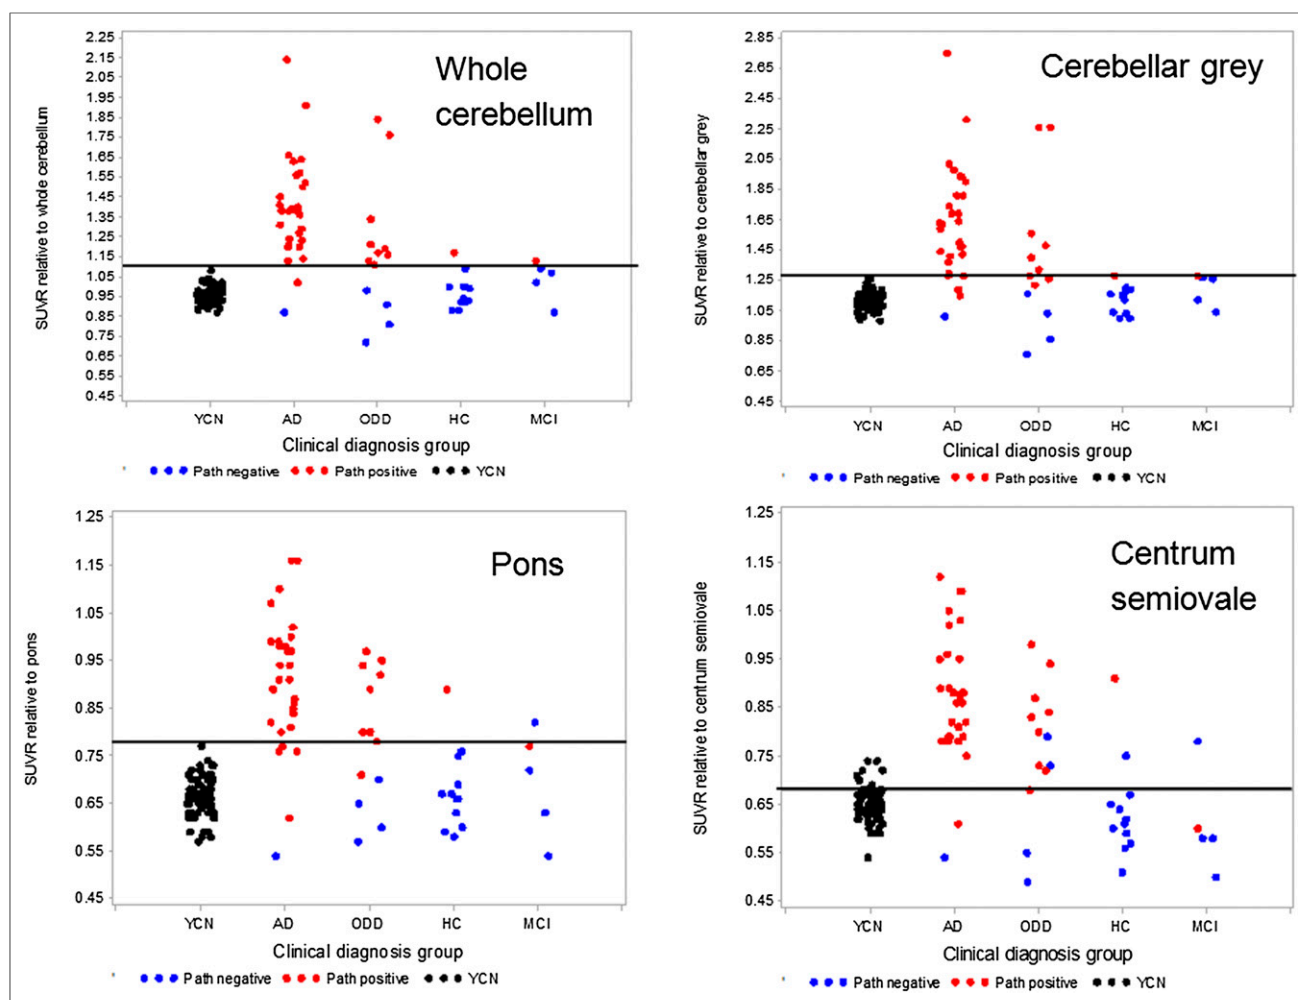 Whole
cerebellum
SUVR relative to whole cerebellum
2.25
2.15
2.05
1.95
1.85
1.75
1.65
1.55
1.45
1.35
1.25
1.15
1.05
0.95
0.85
0.75
0.65
0.55
0.45
YCN AD ODD HC MCI
Clinical diagnosis group
Path negative Path positive YCN
Cerebellar grey
SUVR relative to cerebellar grey
2.85
2.65
2.45
2.25
2.05
1.85
1.65
1.45
1.25
1.05
0.85
0.65
0.45
YCN AD ODD HC MCI
Clinical diagnosis group
Path negative Path positive YCN
Pons
SUVR relative to pons
1.25
1.15
1.05
0.95
0.85
0.75
0.65
0.55
0.45
YCN AD ODD HC MCI
Clinical diagnosis group
Path negative Path positive YCN
Centrum
semiovale
SUVR relative to centrum semiovale
1.25
1.15
1.05
0.95
0.85
0.75
0.65
0.55
0.45
YCN AD ODD HC MCI
Clinical diagnosis group
Path negative Path positive YCN